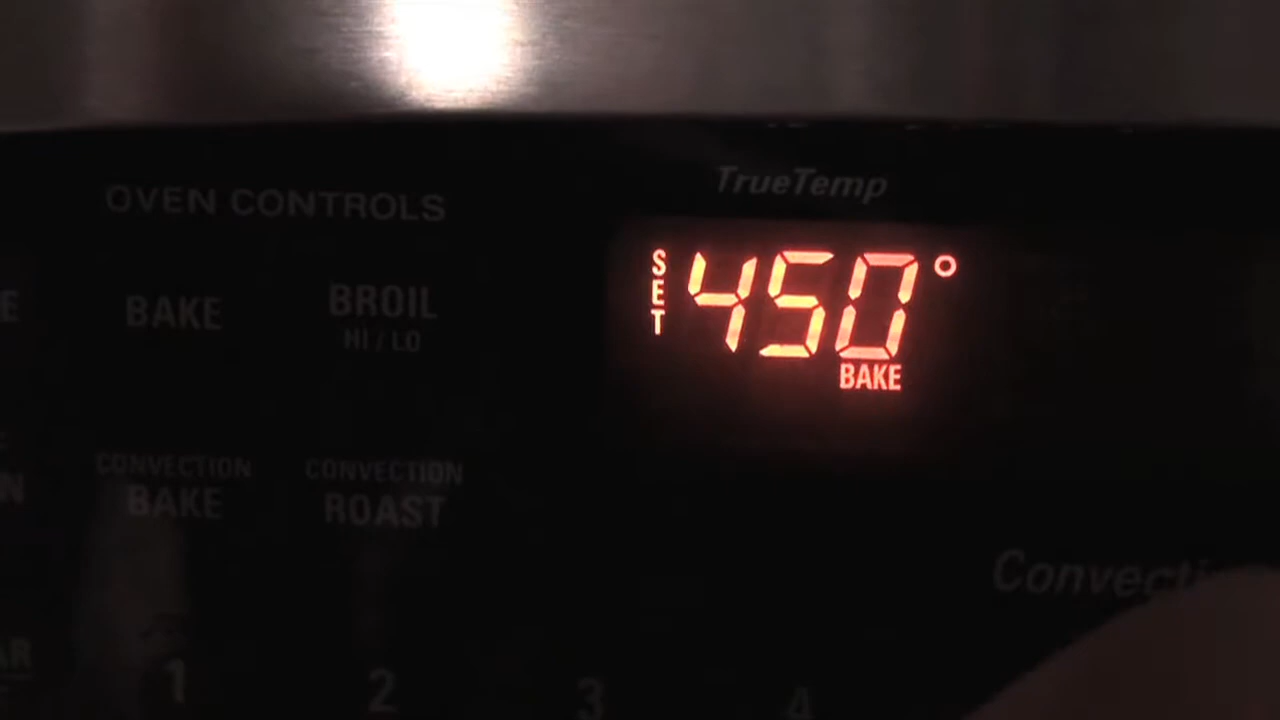 TrueTemp
OVEN CONTROLS
SET 450°
BAKE
BAKE
BROIL
HI / LO
CONVECTION
BAKE
CONVECTION
ROAST
1
2
3
4